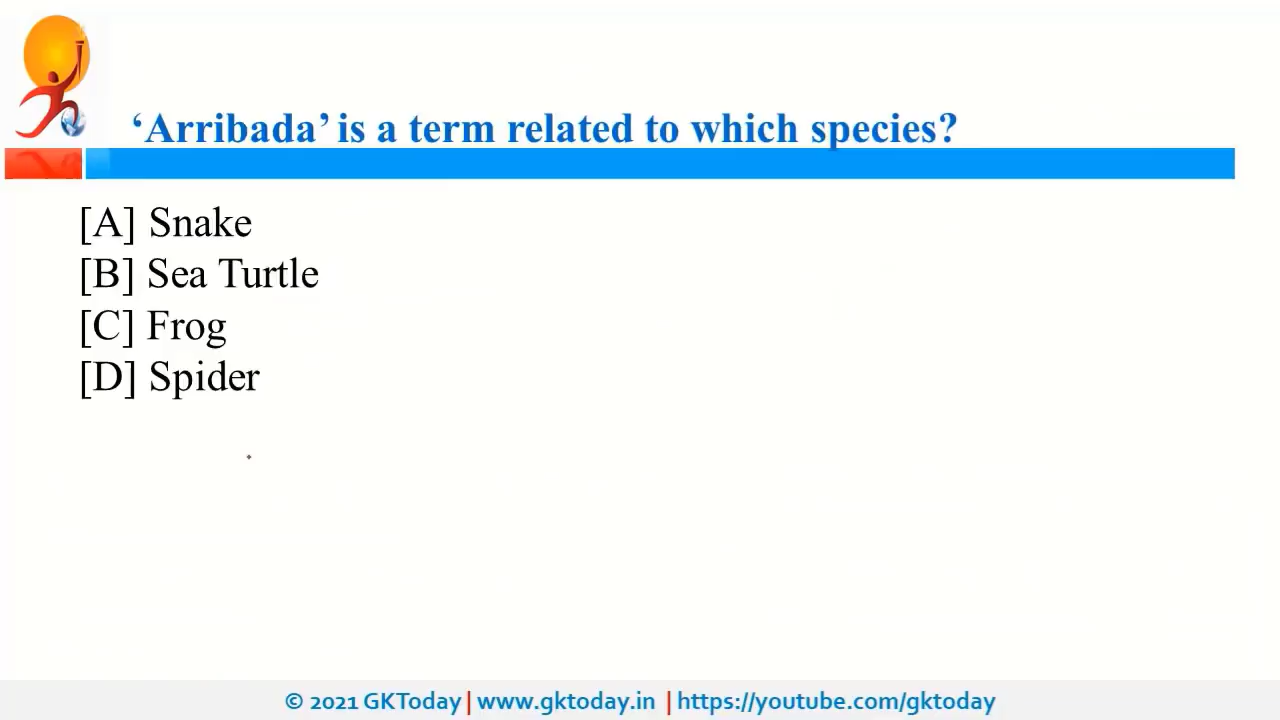 ‘Arribada’ is a term related to which species?
[A] Snake
[B] Sea Turtle
[C] Frog
[D] Spider
© 2021 GKToday | www.gktoday.in | https://youtube.com/gktoday